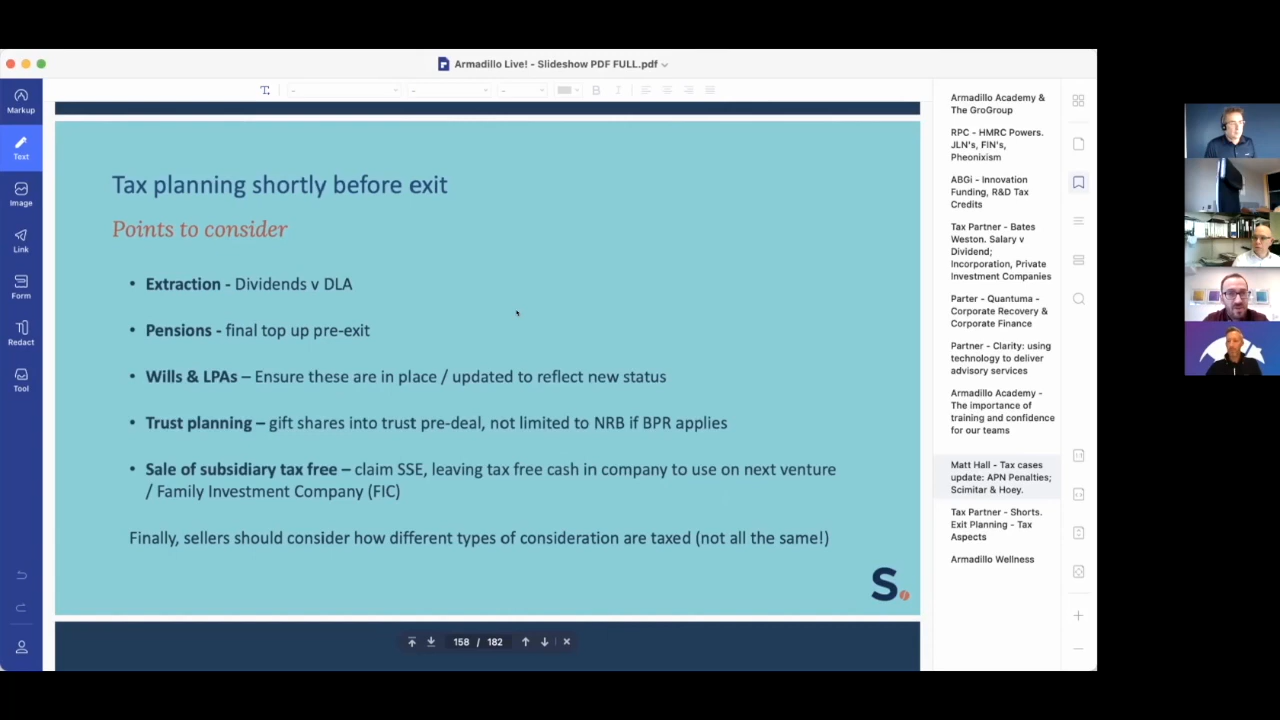 Armadillo Live! - Slideshow PDF FULL.pdf
Markup
Text
Image
Link
Form
Redact
Tool
B I
Tax planning shortly before exit
Points to consider
• Extraction - Dividends v DLA
• Pensions - final top up pre-exit
• Wills & LPAs – Ensure these are in place / updated to reflect new status
• Trust planning – gift shares into trust pre-deal, not limited to NRB if BPR applies
• Sale of subsidiary tax free – claim SSE, leaving tax free cash in company to use on next venture
/ Family Investment Company (FIC)
Finally, sellers should consider how different types of consideration are taxed (not all the same!)
S.
158 / 182
Armadillo Academy &
The GroGroup
RPC - HMRC Powers.
JLN's, FIN's,
Pheonixism
ABGi - Innovation
Funding, R&D Tax
Credits
Tax Partner - Bates
Weston. Salary v
Dividend;
Incorporation, Private
Investment Companies
Parter - Quantuma -
Corporate Recovery &
Corporate Finance
Partner - Clarity: using
technology to deliver
advisory services
Armadillo Academy -
The importance of
training and confidence
for our teams
Matt Hall - Tax cases
update: APN Penalties;
Scimitar & Hoey.
Tax Partner - Shorts.
Exit Planning - Tax
Aspects
Armadillo Wellness